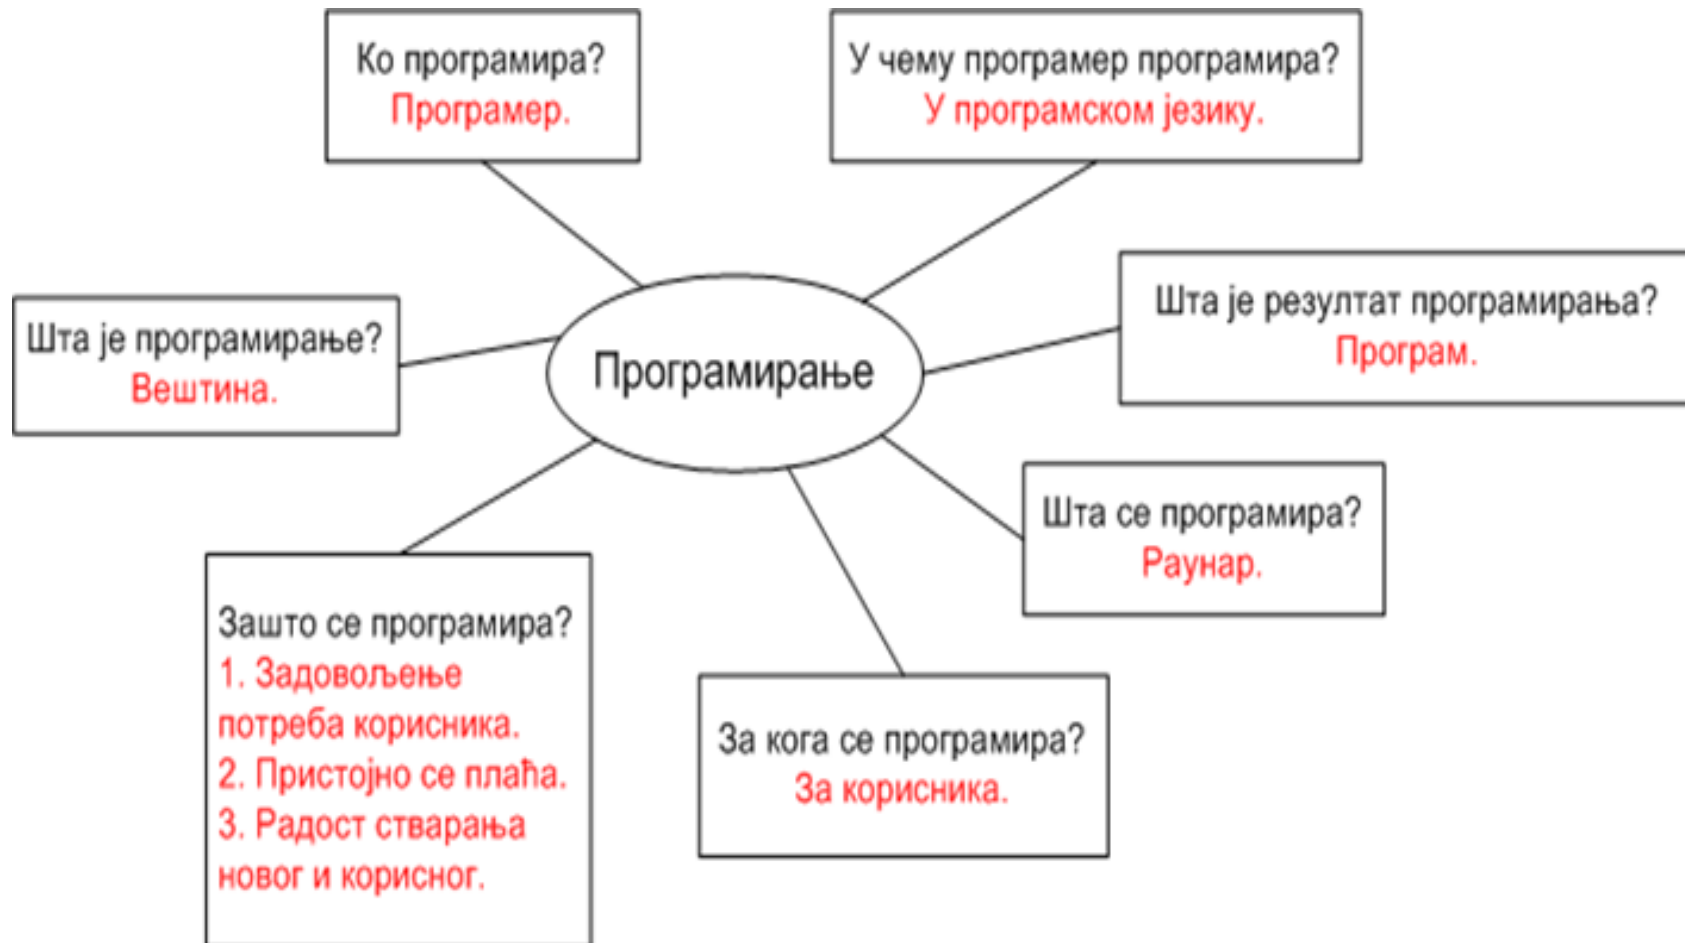 Ко програмира?
Програмер.
У чему програмер програмира?
У програмском језику.
Шта је програмирање?
Вештина.
Програмирање
Шта је резултат програмирања?
Програм.
Шта се програмира?
Раунар.
Зашто се програмира?
1. Задовољење
потреба корисника.
2. Пристојно се плаћа.
3. Радост стварања
новог и корисног.
За кога се програмира?
За корисника.